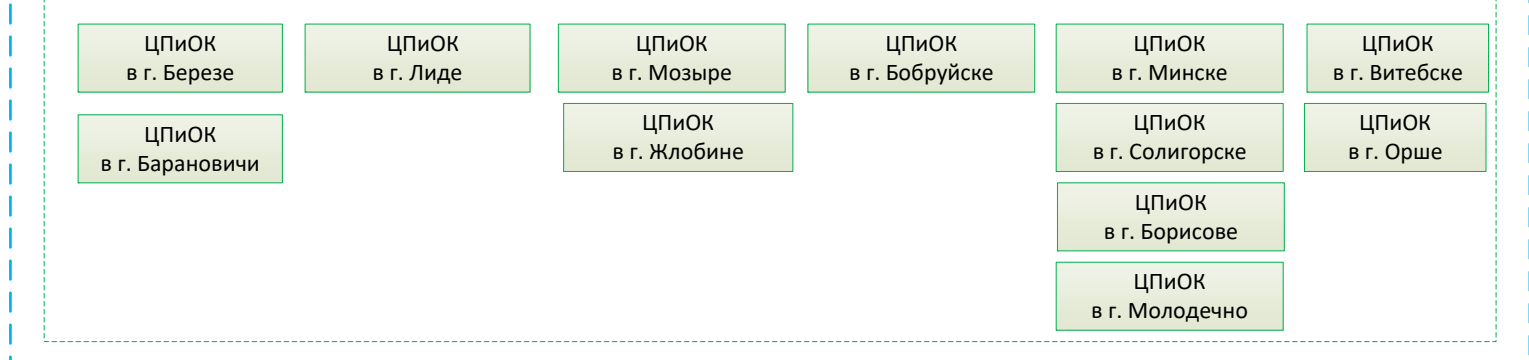 ЦПиОК
в г. Березе
ЦПиОК
в г. Лиде
ЦПиОК
в г. Мозыре
ЦПиОК
в г. Бобруйске
ЦПиОК
в г. Минске
ЦПиОК
в г. Витебске
ЦПиОК
в г. Барановичи
ЦПиОК
в г. Жлобине
ЦПиОК
в г. Солигорске
ЦПиОК
в г. Орше
ЦПиОК
в г. Борисове
ЦПиОК
в г. Молодечно